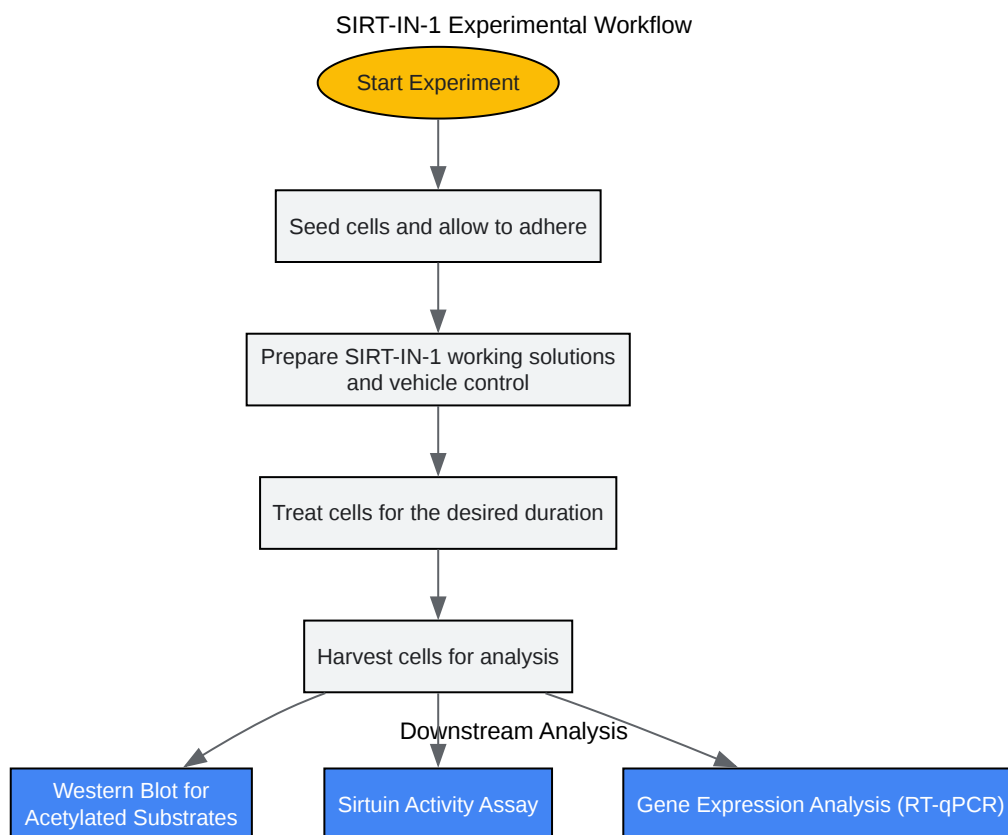 SIRT-IN-1 Experimental Workflow
Start Experiment
Seed cells and allow to adhere
Prepare SIRT-IN-1 working solutions
and vehicle control
Treat cells for the desired duration
Harvest cells for analysis
Downstream Analysis
Western Blot for
Acetylated Substrates
Sirtuin Activity Assay
Gene Expression Analysis (RT-qPCR)